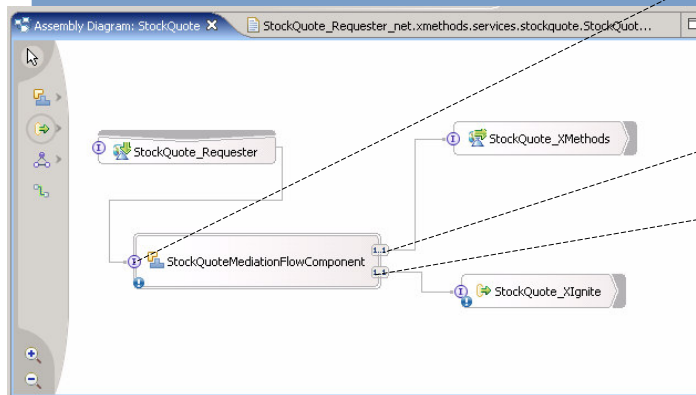 Assembly Diagram: StockQuote
StockQuote_Requester_net.xmethods.services.stockquote.StockQuot...
StockQuote_Requester
StockQuote_XMethods
StockQuoteMediationFlowComponent
1..1
1..1
StockQuote_XIgnite